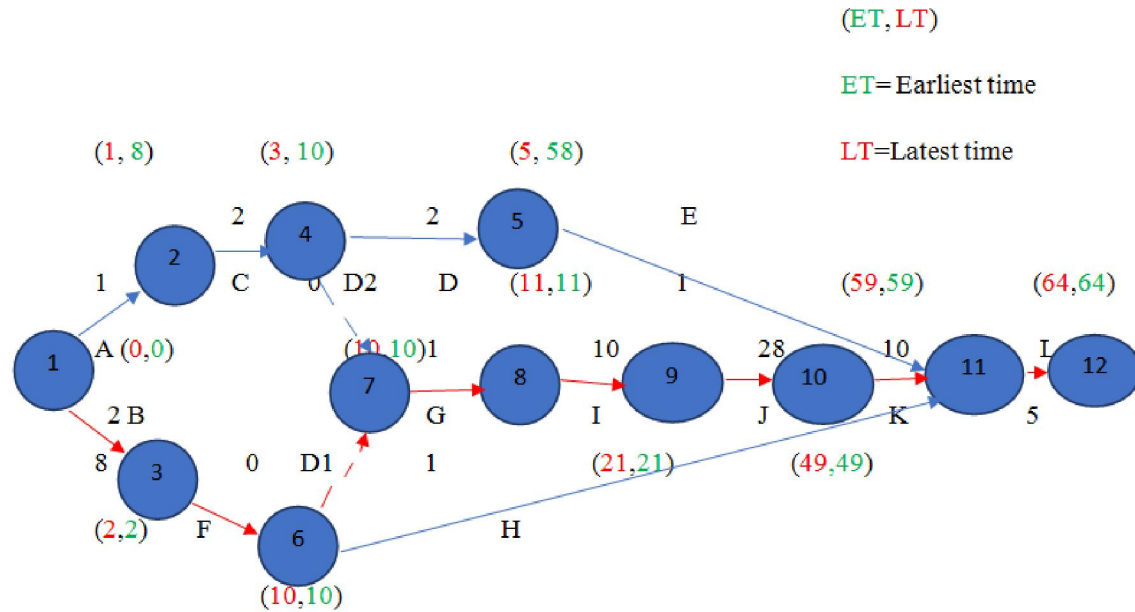 (ET, LT)
ET= Earliest time
LT=Latest time
(1, 8) (3, 10) (5, 58)
2 2 E
4 5
2
1 C 0 D2 D (11,11) I (59,59) (64,64)
1 A (0,0) (10,10) 1 10 28 10 L
7 8 9 10 11 12
2 B G I J K 5
8 3 0 D1 1 (21,21) (49,49)
(2,2) F 6 H
(10,10)